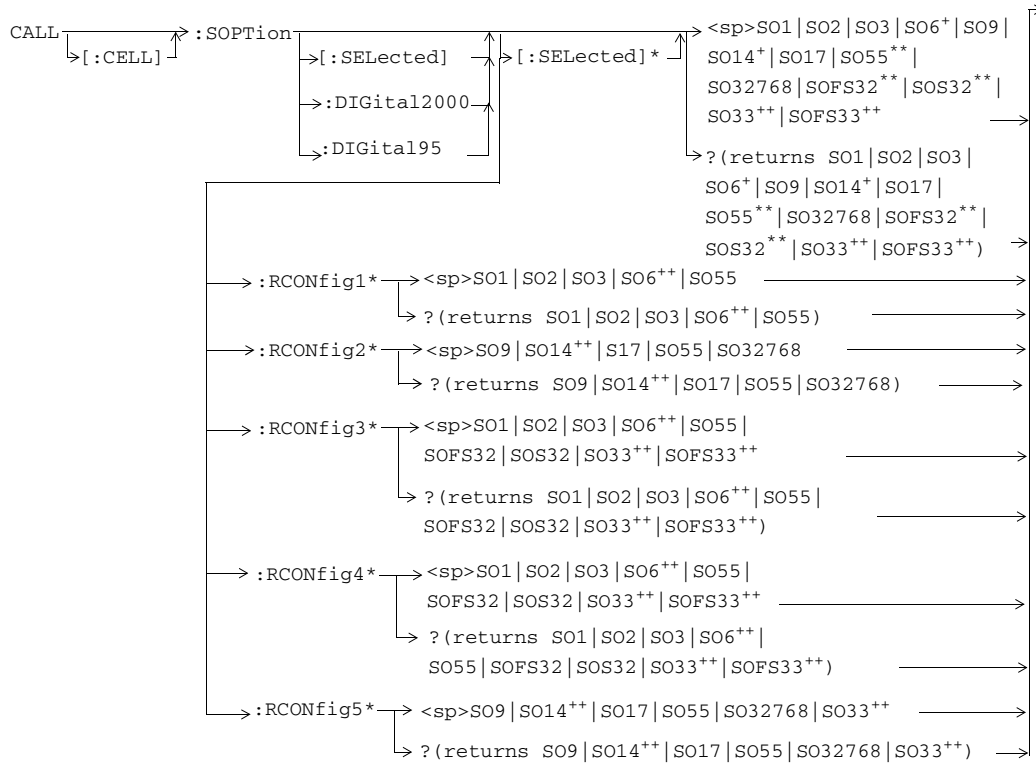 CALL :SOPTion <sp>SO1|SO2|SO3|SO6+|SO9|
[:CELL] [:SELected] [:SELected]* SO14+|SO17|SO55**|
SO32768|SOFS32**|SOS32**|
:DIGital2000
SO33++|SOFS33++
:DIGital95
?(returns SO1|SO2|SO3|
SO6+|SO9|SO14+|SO17|
SO55**|SO32768|SOFS32**|
SOS32**|SO33++|SOFS33++)
:RCONfig1* <sp>SO1|SO2|SO3|SO6++|SO55
?(returns SO1|SO2|SO3|SO6++|SO55)
:RCONfig2* <sp>SO9|SO14++|S17|SO55|SO32768
?(returns SO9|SO14++|SO17|SO55|SO32768)
:RCONfig3* <sp>SO1|SO2|SO3|SO6++|SO55|
SOFS32|SOS32|SO33++|SOFS33++
?(returns SO1|SO2|SO3|SO6++|SO55|
SOFS32|SOS32|SO33++|SOFS33++)
:RCONfig4* <sp>SO1|SO2|SO3|SO6++|SO55|
SOFS32|SOS32|SO33++|SOFS33++
?(returns SO1|SO2|SO3|SO6++|
SO55|SOFS32|SOS32|SO33++|SOFS33++)
:RCONfig5* <sp>SO9|SO14++|SO17|SO55|SO32768|SO33++
?(returns SO9|SO14++|SO17|SO55|SO32768|SO33++)